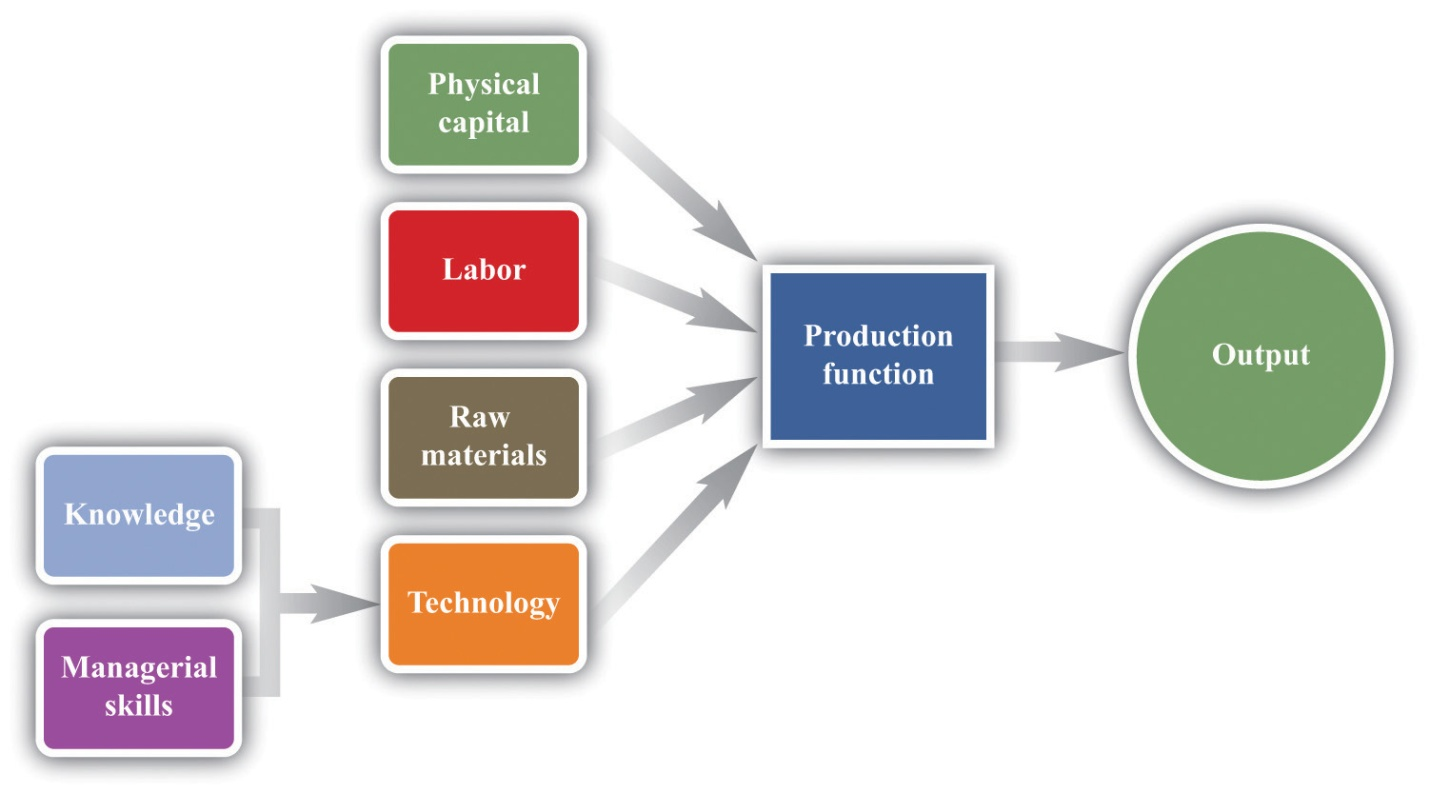 Physical
capital
Labor
Raw
materials
Knowledge
Managerial
skills
Technology
Production
function
Output